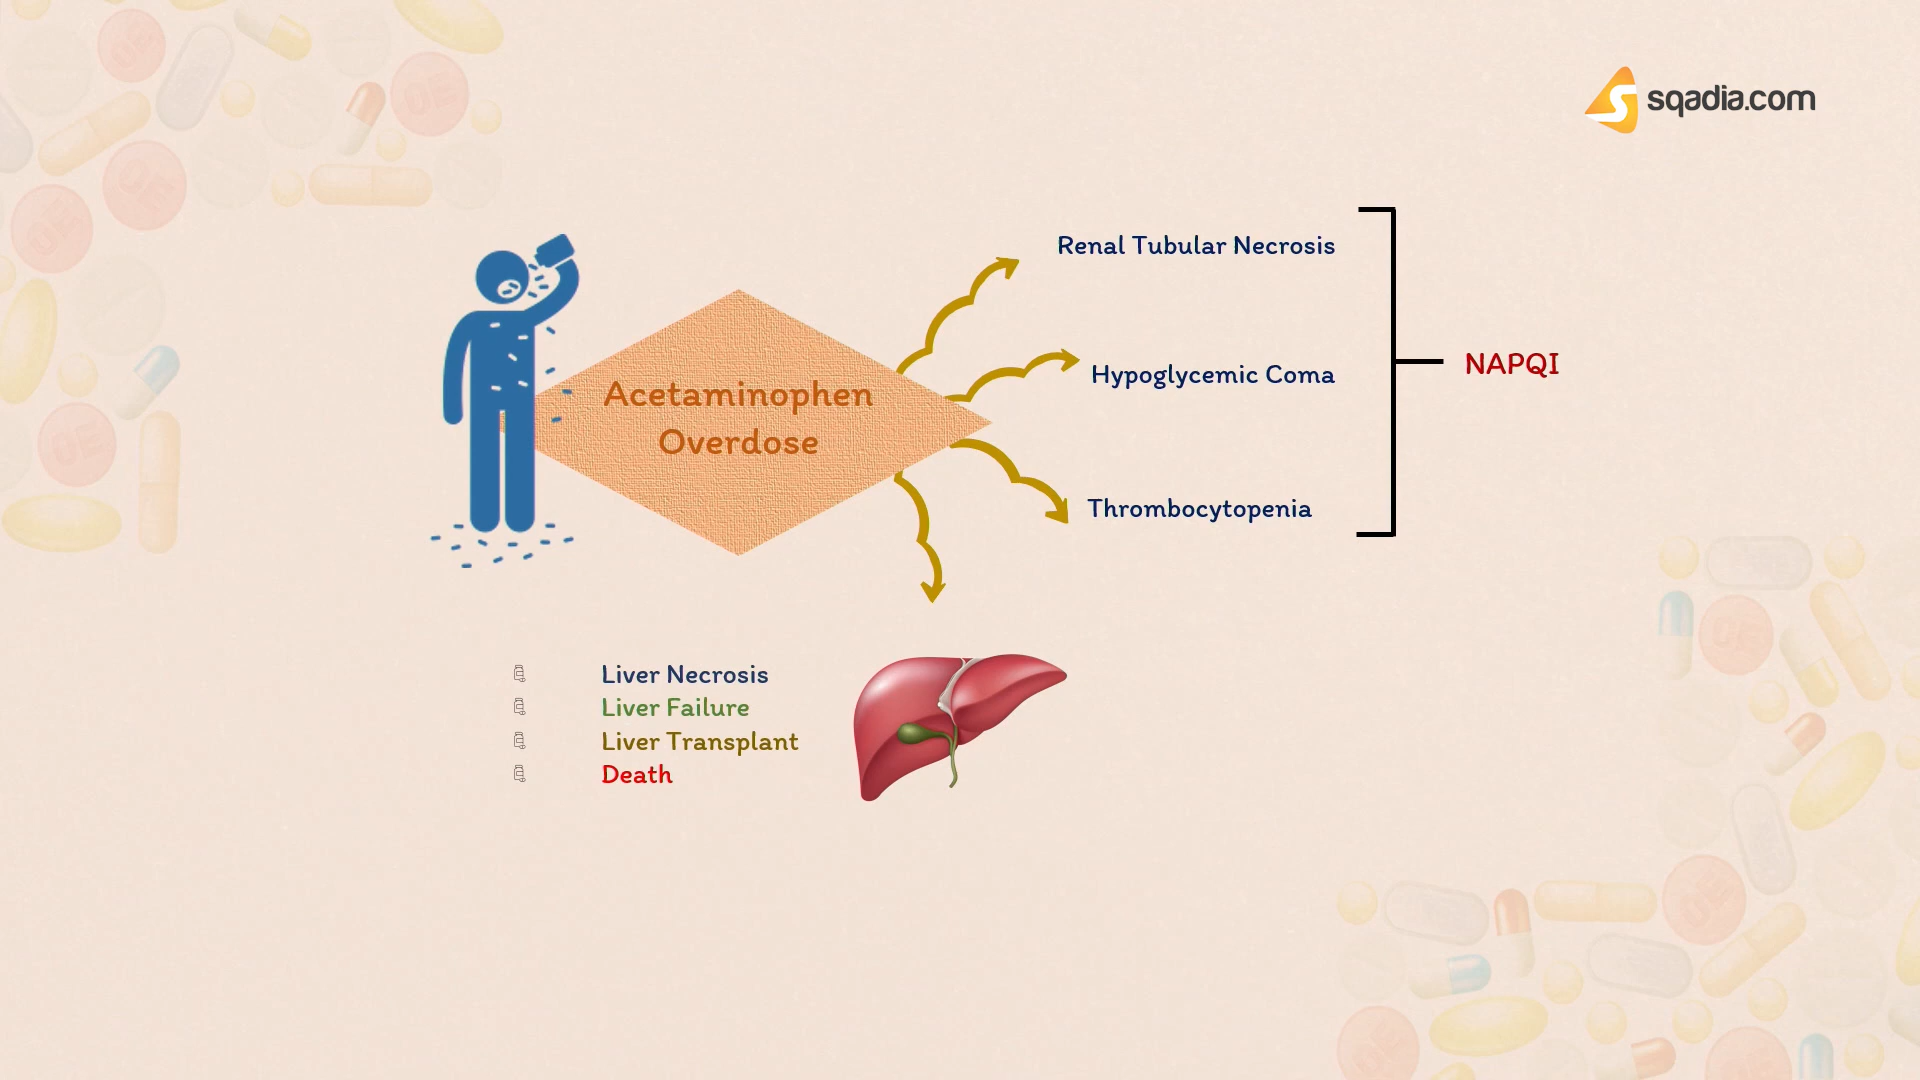 sqadia.com
Renal Tubular Necrosis
Hypoglycemic Coma
NAPQI
Acetaminophen
Overdose
Thrombocytopenia
Liver Necrosis
Liver Failure
Liver Transplant
Death